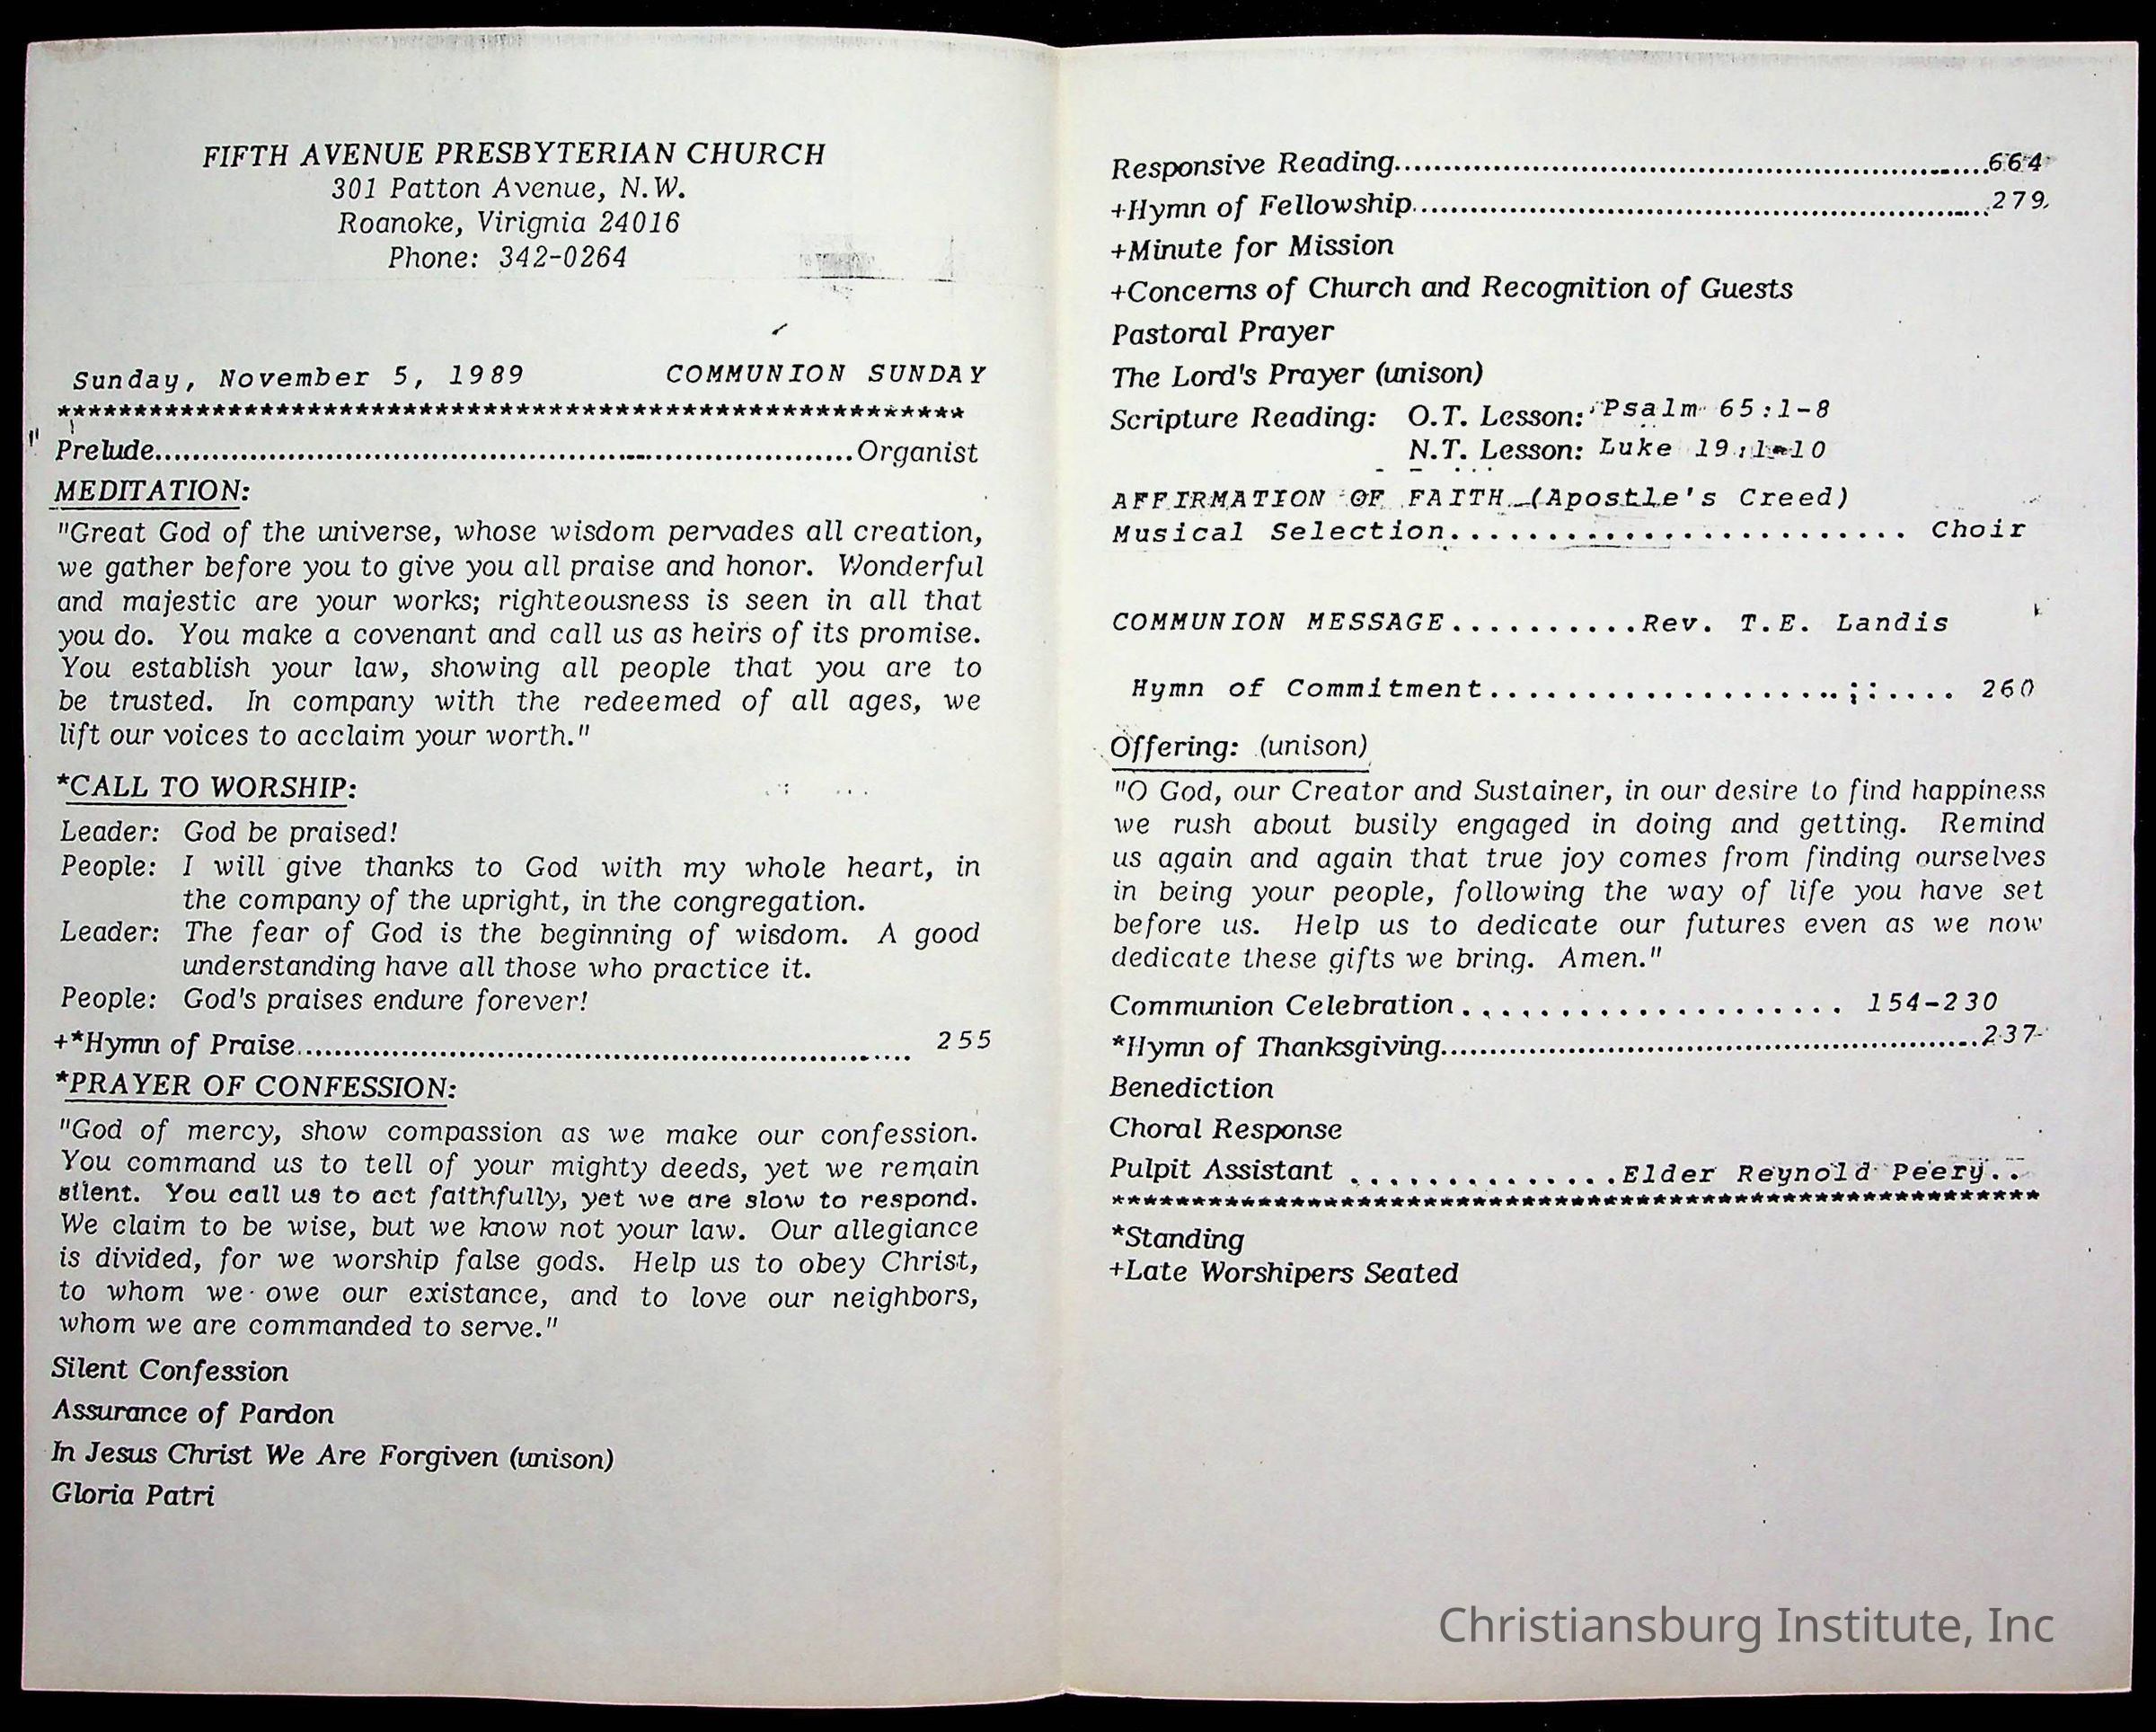 FIFTH AVENUE PRESBYTERIAN CHURCH
301 Patton Avenue, N.W.
Roanoke, Virignia 24016
Phone: 342-0264
Sunday, November 5, 1989 COMMUNION SUNDAY
***********************************************************
Prelude.......................................................................Organist
MEDITATION:
"Great God of the universe, whose wisdom pervades all creation,
we gather before you to give you all praise and honor. Wonderful
and majestic are your works; righteousness is seen in all that
you do. You make a covenant and call us as heirs of its promise.
You establish your law, showing all people that you are to
be trusted. In company with the redeemed of all ages, we
lift our voices to acclaim your worth."
*CALL TO WORSHIP:
Leader: God be praised!
People: I will give thanks to God with my whole heart, in
the company of the upright, in the congregation.
Leader: The fear of God is the beginning of wisdom. A good
understanding have all those who practice it.
People: God's praises endure forever!
+*Hymn of Praise.............................................................. 255
*PRAYER OF CONFESSION:
"God of mercy, show compassion as we make our confession.
You command us to tell of your mighty deeds, yet we remain
silent. You call us to act faithfully, yet we are slow to respond.
We claim to be wise, but we know not your law. Our allegiance
is divided, for we worship false gods. Help us to obey Christ,
to whom we owe our existance, and to love our neighbors,
whom we are commanded to serve."
Silent Confession
Assurance of Pardon
In Jesus Christ We Are Forgiven (unison)
Gloria Patri
Responsive Reading.............................................................664
+Hymn of Fellowship...........................................................279
+Minute for Mission
+Concerns of Church and Recognition of Guests
Pastoral Prayer
The Lord's Prayer (unison)
Scripture Reading: O.T. Lesson: Psalm 65:1-8
N.T. Lesson: Luke 19:1-10
AFFIRMATION OF FAITH (Apostle's Creed)
Musical Selection........................ Choir
COMMUNION MESSAGE..........Rev. T.E. Landis
Hymn of Commitment...................;:.... 260
Offering: (unison)
"O God, our Creator and Sustainer, in our desire to find happiness
we rush about busily engaged in doing and getting. Remind
us again and again that true joy comes from finding ourselves
in being your people, following the way of life you have set
before us. Help us to dedicate our futures even as we now
dedicate these gifts we bring. Amen."
Communion Celebration.................... 154-230
*Hymn of Thanksgiving.......................................................237
Benediction
Choral Response
Pulpit Assistant ..............Elder Reynold Peery..
***********************************************************
*Standing
+Late Worshipers Seated
Christiansburg Institute, Inc